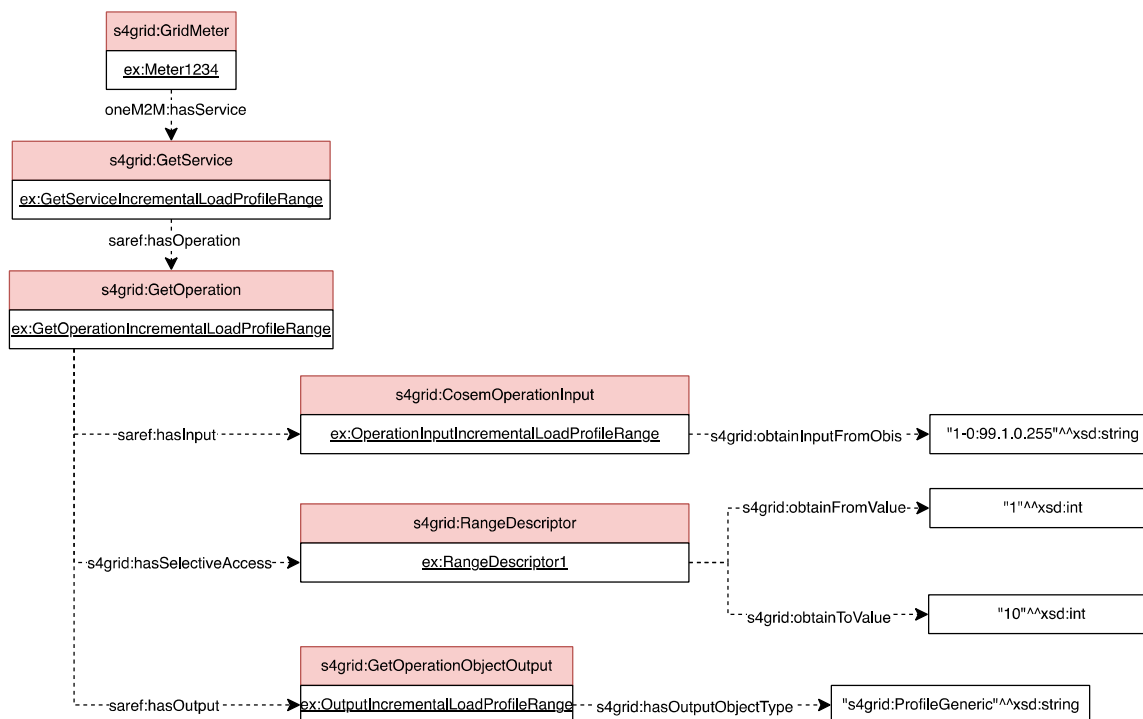 s4grid:GridMeter
ex:Meter1234
oneM2M:hasService
s4grid:GetService
ex:GetServiceIncrementalLoadProfileRange
saref:hasOperation
s4grid:GetOperation
ex:GetOperationIncrementalLoadProfileRange
s4grid:CosemOperationInput
saref:hasInput
ex:OperationInputIncrementalLoadProfileRange
s4grid:obtainInputFromObis
"1-0:99.1.0.255"^^xsd:string
s4grid:obtainFromValue
"1"^^xsd:int
s4grid:RangeDescriptor
s4grid:hasSelectiveAccess
ex:RangeDescriptor1
s4grid:obtainToValue
"10"^^xsd:int
s4grid:GetOperationObjectOutput
saref:hasOutput
ex:OutputIncrementalLoadProfileRange
s4grid:hasOutputObjectType
"s4grid:ProfileGeneric"^^xsd:string